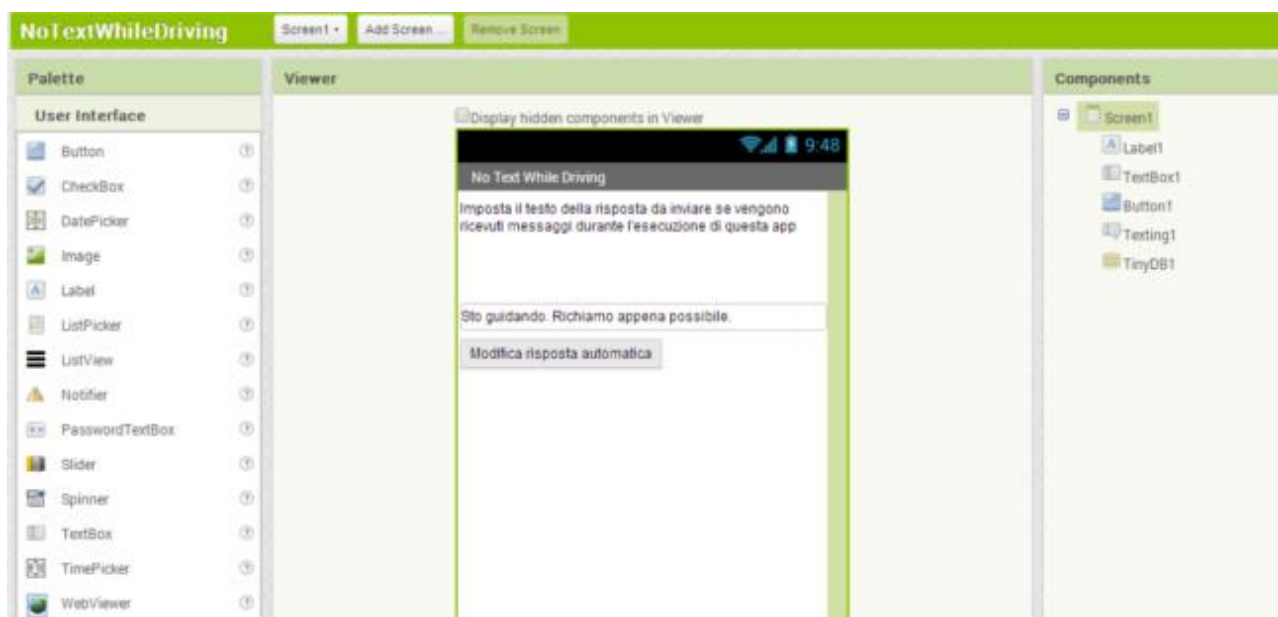 NoTextWhileDriving
Screen1
Add Screen ...
Remove Screen
Palette
Viewer
Components
User Interface
Button
CheckBox
DatePicker
Image
Label
ListPicker
ListView
Notifier
PasswordTextBox
Slider
Spinner
TextBox
TimePicker
WebViewer
Display hidden components in Viewer
9:48
No Text While Driving
Imposta il testo della risposta da inviare se vengono
ricevuti messaggi durante l'esecuzione di questa app
Sto guidando. Richiamo appena possibile.
Modifica risposta automatica
Screen1
Label1
TextBox1
Button1
Texting1
TinyDB1